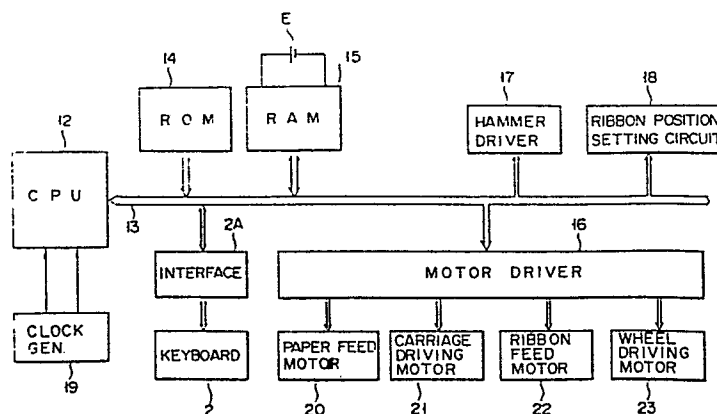 E
14
15
12
17
18
ROM
RAM
HAMMER
DRIVER
RIBBON POSITION
SETTING CIRCUIT
CPU
13
2A
16
INTERFACE
MOTOR DRIVER
CLOCK
GEN.
KEYBOARD
PAPER FEED
MOTOR
CARRIAGE
DRIVING
MOTOR
RIBBON
FEED
MOTOR
WHEEL
DRIVING
MOTOR
19
2
20
21
22
23